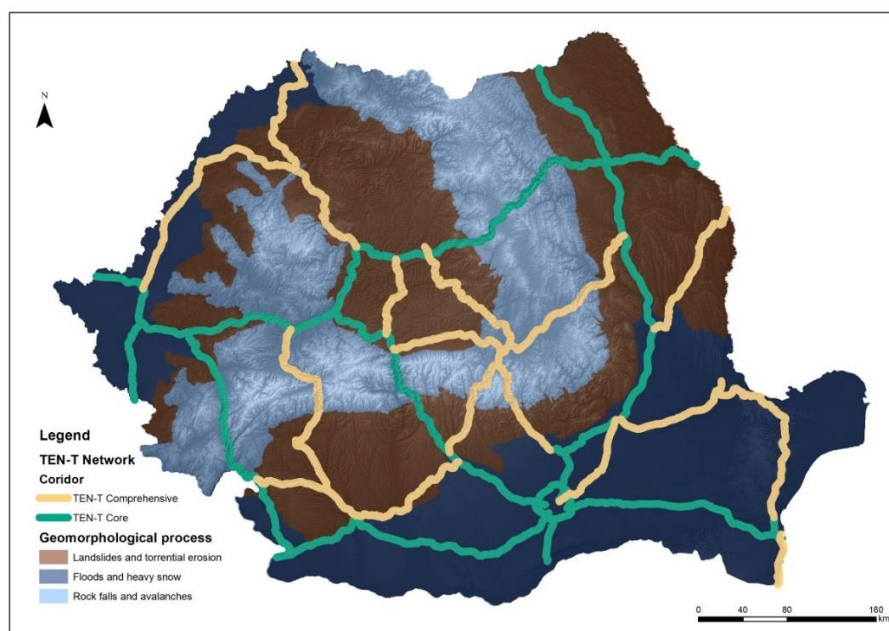 N
Legend
TEN-T Network
Coridor
TEN-T Comprehensive
TEN-T Core
Geomorphological process
Landslides and torrential erosion
Floods and heavy snow
Rock falls and avalanches
0 40 80 160
km